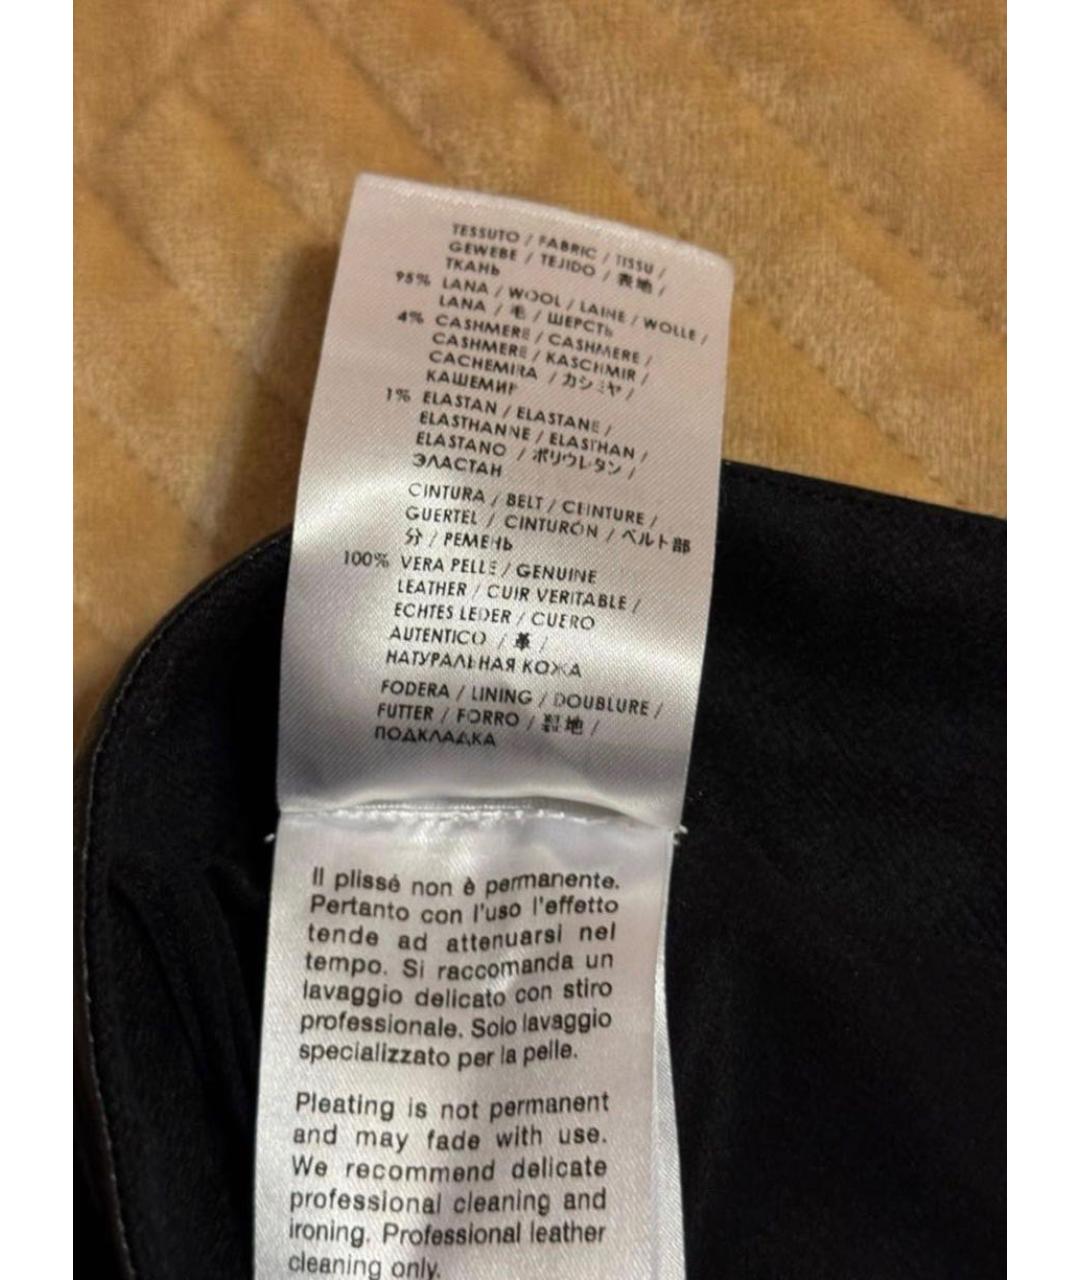 TESSUTO / FABRIC / TISSU /
GEWEBE / TEJIDO / 表地 /
ТКАНЬ
95% LANA / WOOL / LAINE / WOLLE /
LANA / 毛 / ШЕРСТЬ
4% CASHMERE / CASHMERE /
CASHMERE / KASCHMIR /
CACHEMIRA / カシミヤ /
КАШЕМИР
1% ELASTAN / ELASTANE /
ELASTHANNE / ELASTHAN /
ELASTANO / ポリウレタン /
ЭЛАСТАН
CINTURA / BELT / CEINTURE /
GUERTEL / CINTURÓN / ベルト部
分 / РЕМЕНЬ
100% VERA PELLE / GENUINE
LEATHER / CUIR VERITABLE /
ECHTES LEDER / CUERO
AUTENTICO / 革 /
НАТУРАЛЬНАЯ КОЖА
FODERA / LINING / DOUBLURE /
FUTTER / FORRO / 裏地 /
ПОДКЛАДКА
Il plissé non è permanente.
Pertanto con l'uso l'effetto
tende ad attenuarsi nel
tempo. Si raccomanda un
lavaggio delicato con stiro
professionale. Solo lavaggio
specializzato per la pelle.
Pleating is not permanent
and may fade with use.
We recommend delicate
professional cleaning and
ironing. Professional leather
cleaning only.